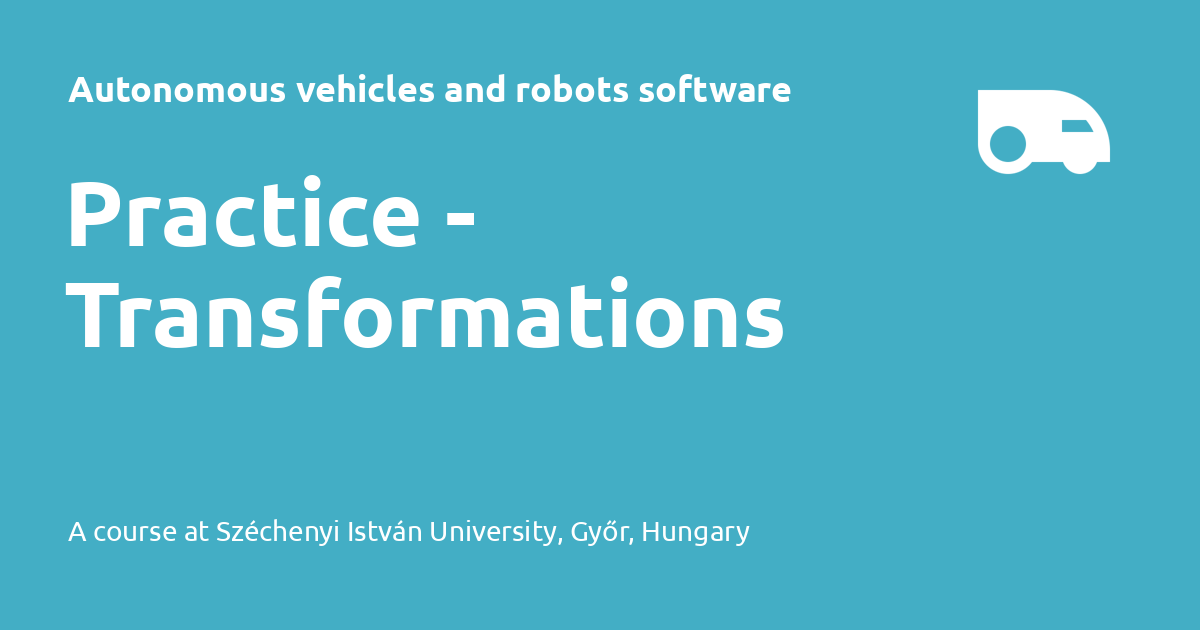 Autonomous vehicles and robots software
Practice -
Transformations
A course at Széchenyi István University, Győr, Hungary